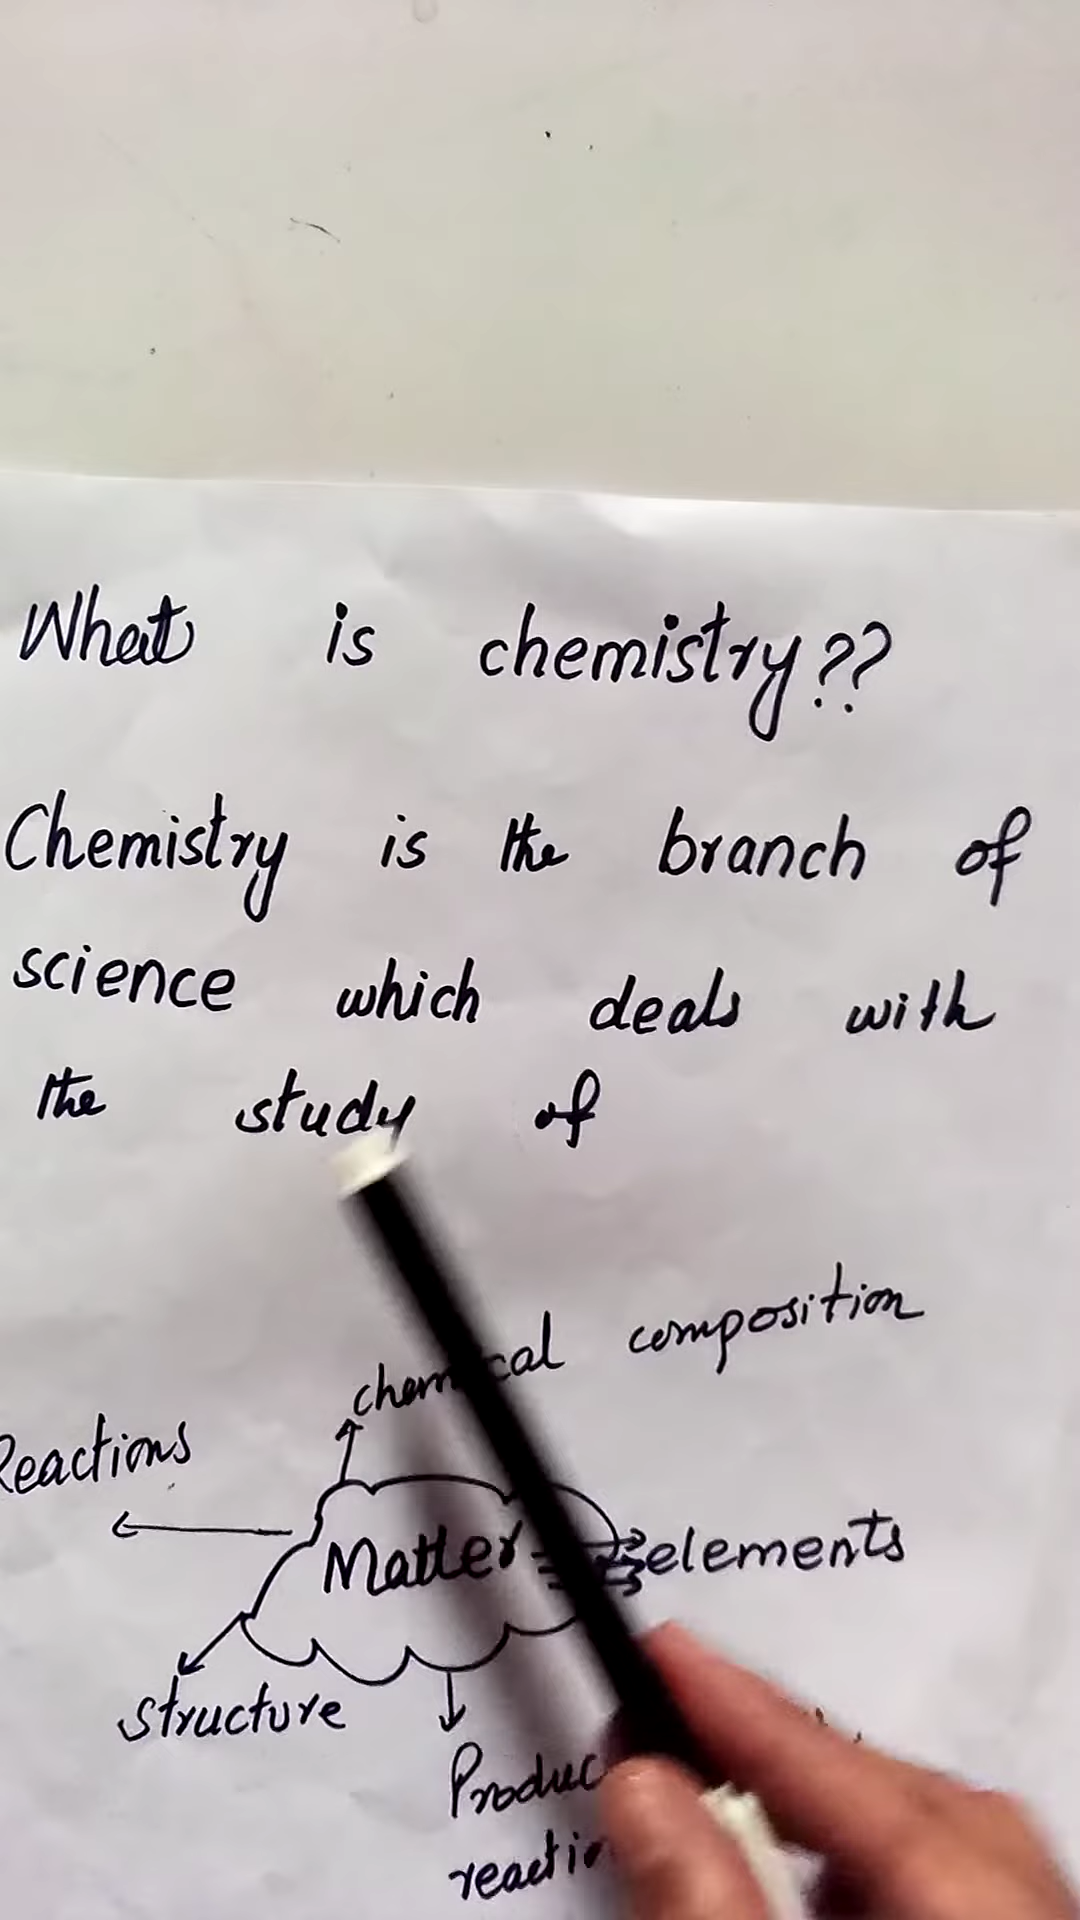 What is chemistry??
Chemistry is the branch of
science which deals with
the study of
chemical composition
Reactions
Matter
elements
structure